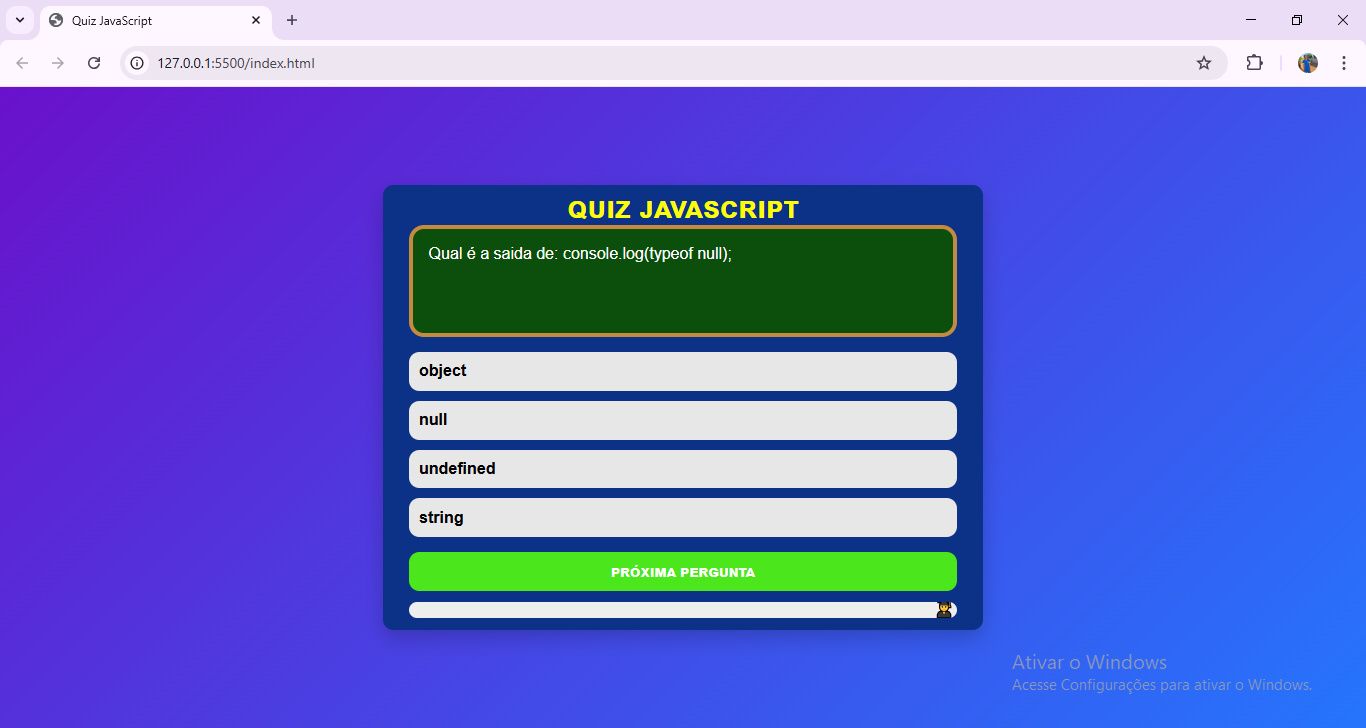 Quiz JavaScript
127.0.0.1:5500/index.html
QUIZ JAVASCRIPT
Qual é a saida de: console.log(typeof null);
object
null
undefined
string
PRÓXIMA PERGUNTA
Ativar o Windows
Acesse Configurações para ativar o Windows.